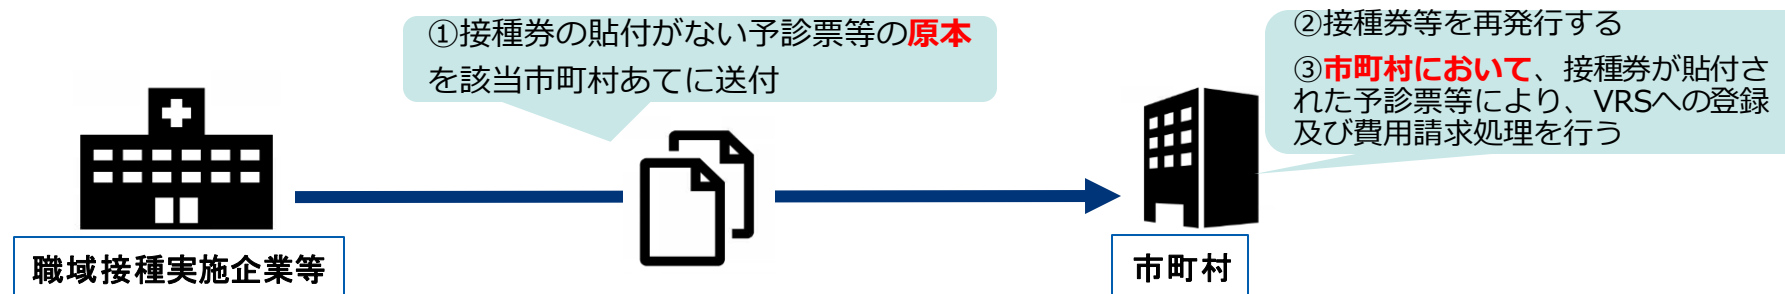 ①接種券の貼付がない予診票等の原本
を該当市町村あてに送付
②接種券等を再発行する
③市町村において、接種券が貼付さ
れた予診票等により、VRSへの登録
及び費用請求処理を行う
職域接種実施企業等
市町村